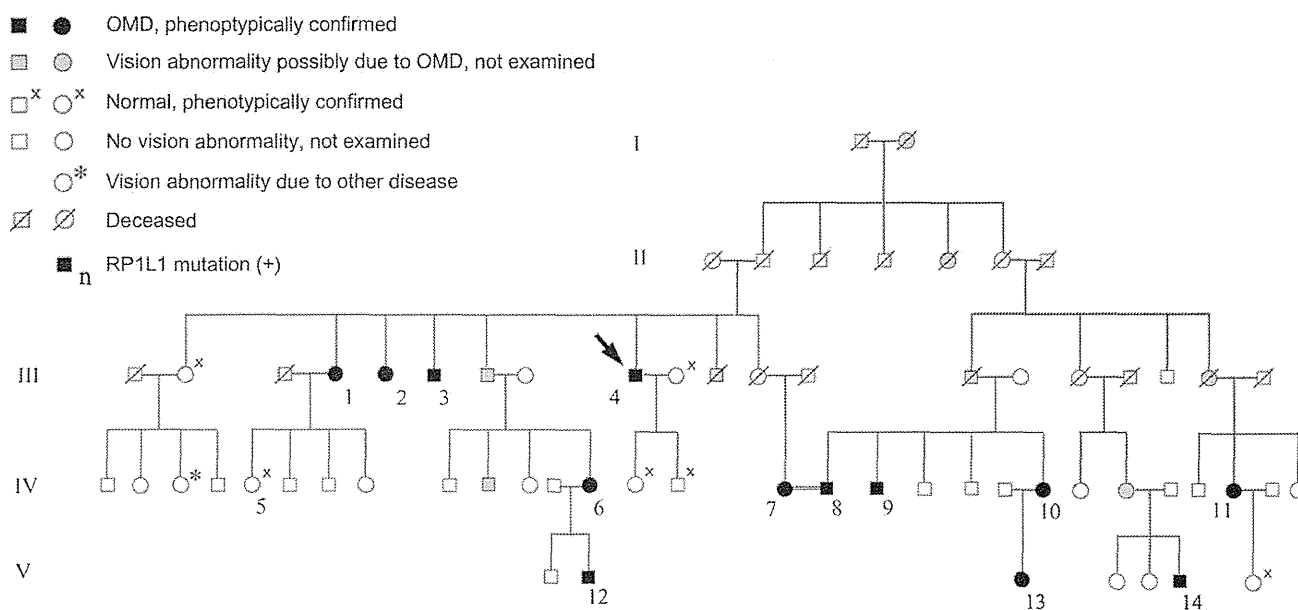 OMD, phenoptypically confirmed
Vision abnormality possibly due to OMD, not examined
x x Normal, phenotypically confirmed
No vision abnormality, not examined
* Vision abnormality due to other disease
Deceased
n RP1L1 mutation (+)
I
II
III x x
1 2 3 4
IV * x x x
5 6 7 8 9 10 11
V x
12 13 14